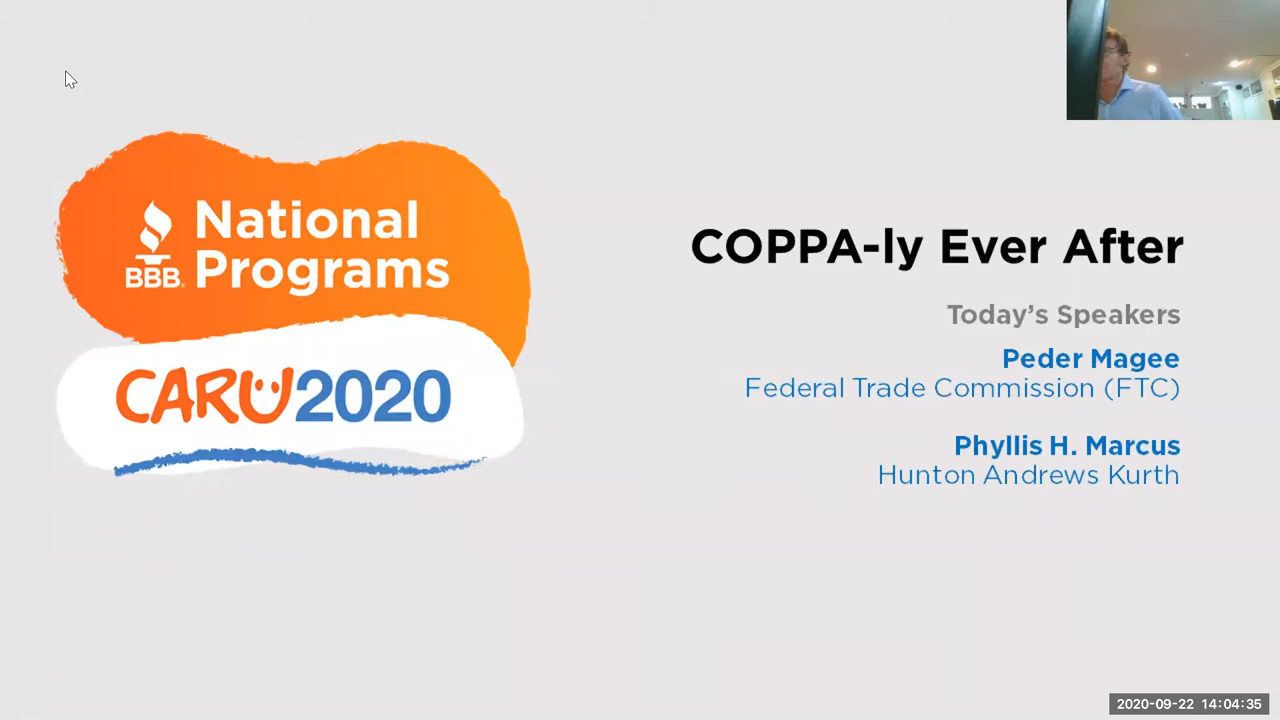 BBB National
Programs
CARU2020
COPPA-ly Ever After
Today's Speakers
Peder Magee
Federal Trade Commission (FTC)
Phyllis H. Marcus
Hunton Andrews Kurth
2020-09-22 14:04:35